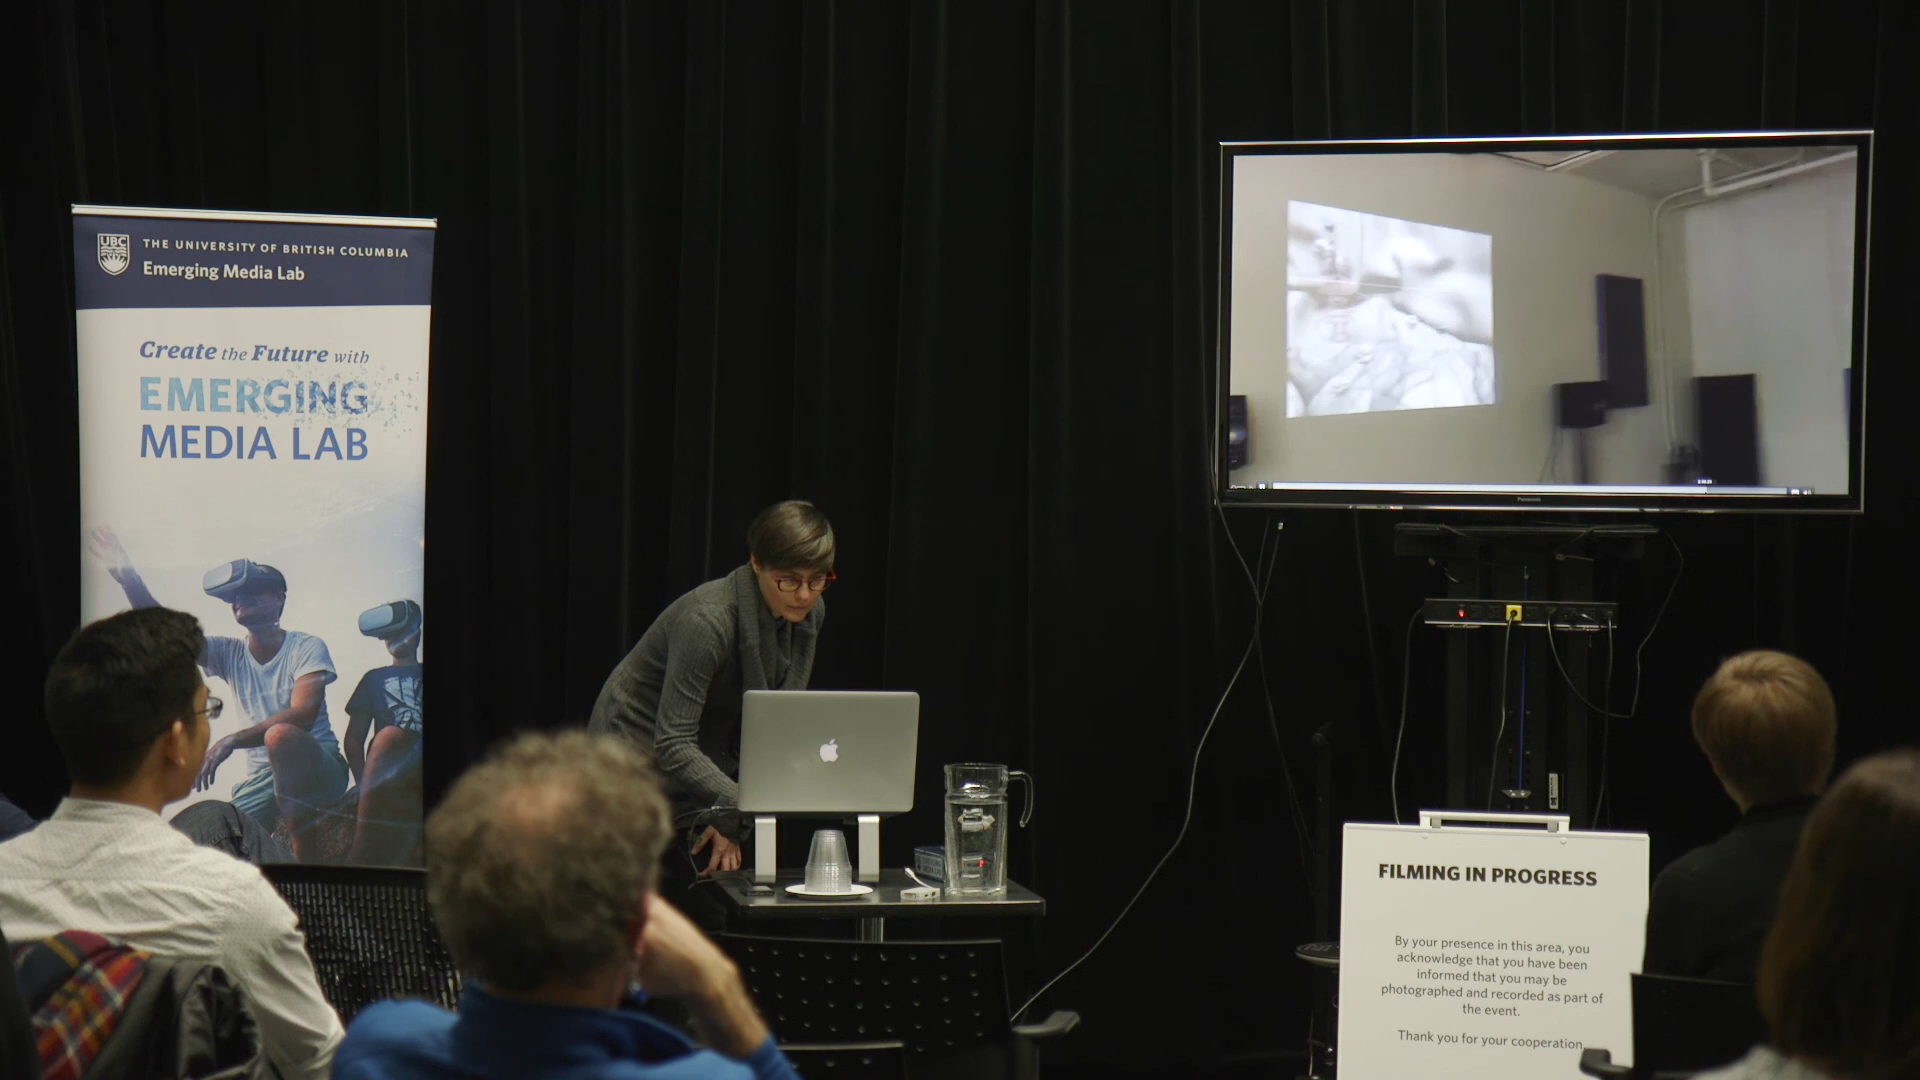 UBC
THE UNIVERSITY OF BRITISH COLUMBIA
Emerging Media Lab
Create the Future with
EMERGING
MEDIA LAB
Panasonic
FILMING IN PROGRESS
By your presence in this area, you
acknowledge that you have been
informed that you may be
photographed and recorded as part of
the event.
Thank you for your cooperation.